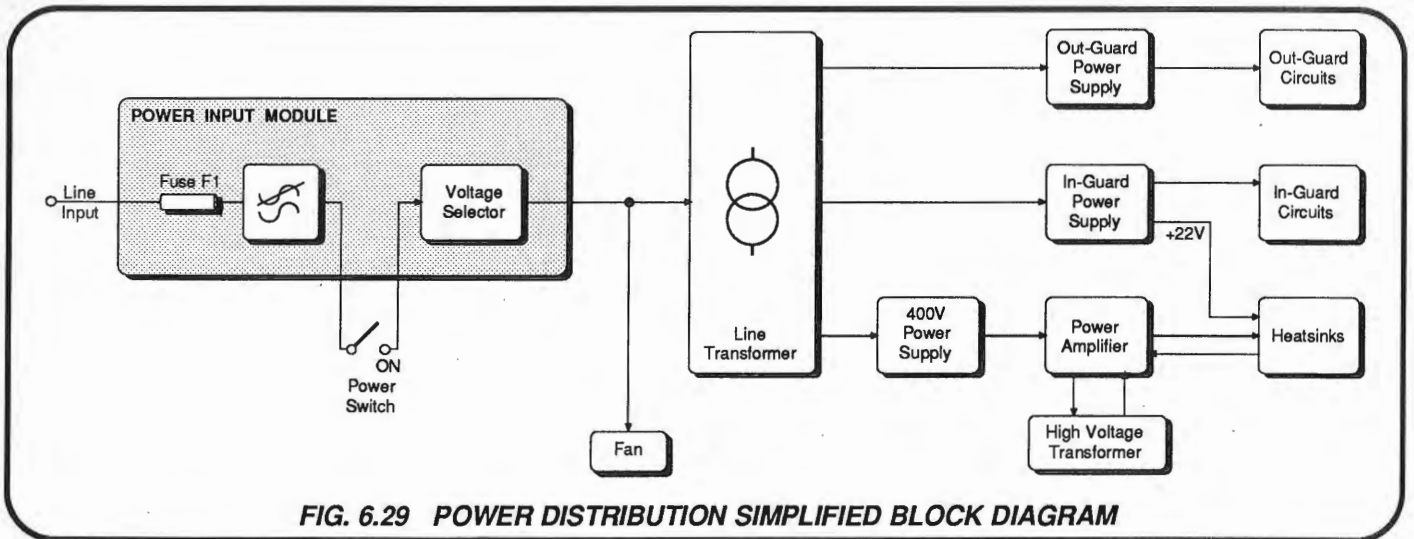 POWER INPUT MODULE
Line
Input
Fuse F1
Voltage
Selector
ON
Power
Switch
Fan
Line
Transformer
Out-Guard
Power
Supply
Out-Guard
Circuits
In-Guard
Power
Supply
+22V
In-Guard
Circuits
400V
Power
Supply
Power
Amplifier
Heatsinks
High Voltage
Transformer
FIG. 6.29 POWER DISTRIBUTION SIMPLIFIED BLOCK DIAGRAM